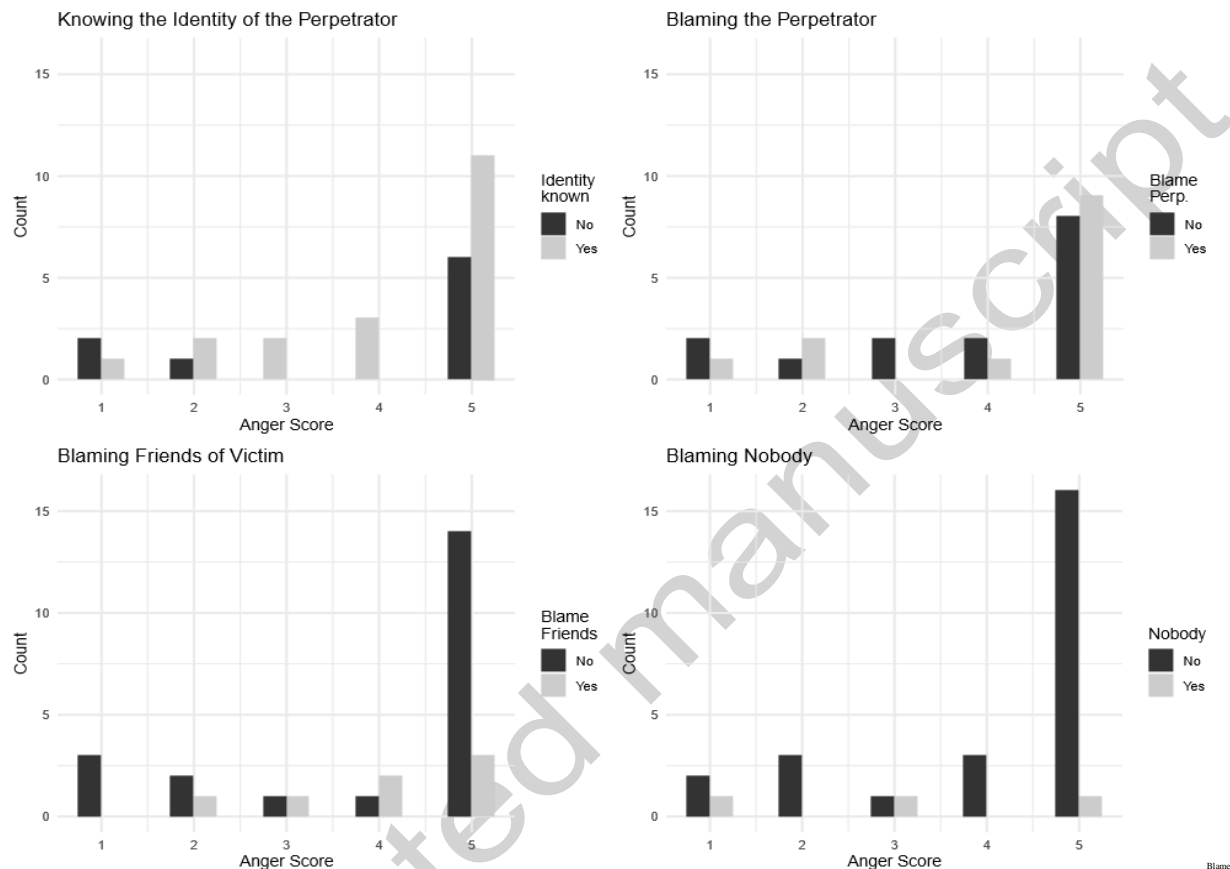 Knowing the Identity of the Perpetrator
15
10
5
0
Count
1 2 3 4 5
Anger Score
Identity
known
No
Yes
Blaming the Perpetrator
15
10
5
0
Count
1 2 3 4 5
Anger Score
Blame
Perp.
No
Yes
Blaming Friends of Victim
15
10
5
0
Count
1 2 3 4 5
Anger Score
Blame
Friends
No
Yes
Blaming Nobody
15
10
5
0
Count
1 2 3 4 5
Anger Score
Nobody
No
Yes
ted manuscript
Blame